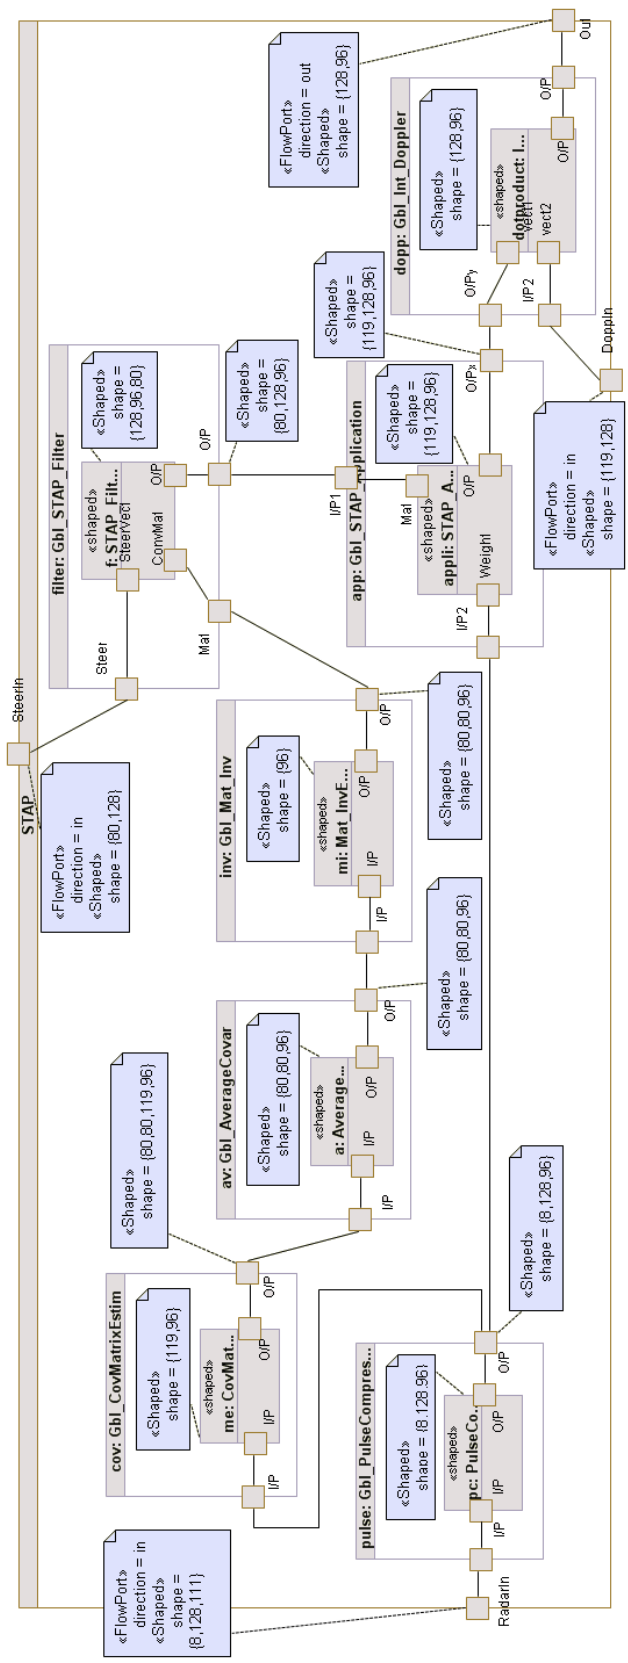 STAP
RadarIn
«FlowPort»
direction = in
«Shaped»
shape =
{8,128,111}
pulse: Gbl_PulseCompres...
I/P
«shaped»
pc: PulseCo...
I/P
O/P
«Shaped»
shape = {8.128.96}
O/P
«Shaped»
shape = {8,128,96}
cov: Gbl_CovMatrixEstim
I/P
«shaped»
me: CovMat...
I/P
O/P
«Shaped»
shape = {119,96}
O/P
«Shaped»
shape = {80,80,119,96}
av: Gbl_AverageCovar
I/P
«shaped»
a: Average...
I/P
O/P
«Shaped»
shape = {80,80,96}
O/P
«Shaped»
shape = {80,80,96}
inv: Gbl_Mat_Inv
I/P
«shaped»
mi: Mat_InvE...
I/P
O/P
«Shaped»
shape = {96}
O/P
«Shaped»
shape = {80,80,96}
SteerIn
«FlowPort»
direction = in
«Shaped»
shape = {80,128}
filter: Gbl_STAP_Filter
Steer
Mat
«shaped»
f: STAP_Filt...
SteerVect
ConvMat
O/P
«Shaped»
shape =
{128,96,80}
O/P
«Shaped»
shape =
{80,128,96}
app: Gbl_STAP_Application
I/P1
I/P2
«shaped»
appli: STAP_A...
Mat
Weight
O/P
«Shaped»
shape =
{119,128,96}
O/Px
«Shaped»
shape =
{119,128,96}
dopp: Gbl_Int_Doppler
O/Py
I/P2
«shaped»
dotproduct: I...
vect1
vect2
O/P
«Shaped»
shape = {128,96}
O/P
DoppIn
«FlowPort»
direction = in
«Shaped»
shape = {119,128}
Out
«FlowPort»
direction = out
«Shaped»
shape = {128,96}